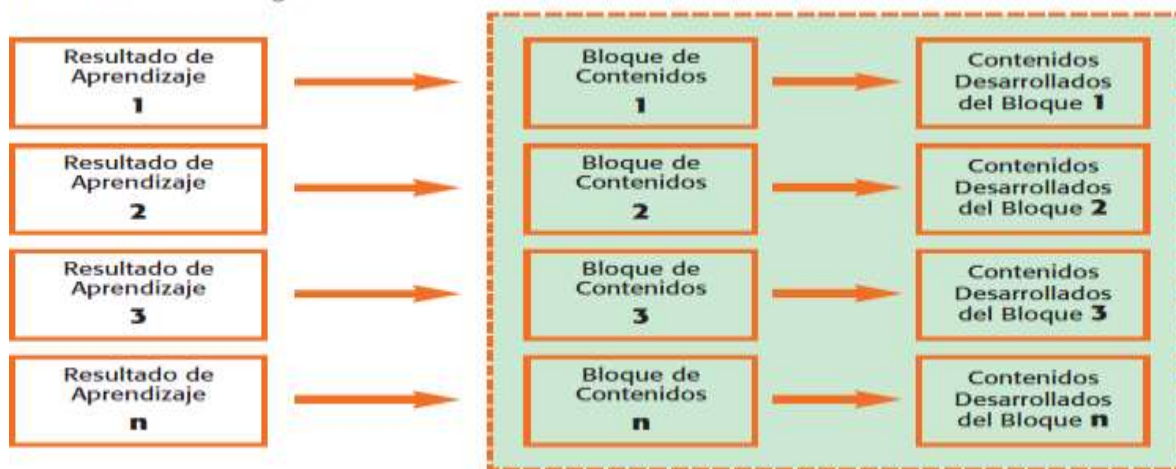 Resultado de
Aprendizaje
1
Bloque de
Contenidos
1
Contenidos
Desarrollados
del Bloque 1
Resultado de
Aprendizaje
2
Bloque de
Contenidos
2
Contenidos
Desarrollados
del Bloque 2
Resultado de
Aprendizaje
3
Bloque de
Contenidos
3
Contenidos
Desarrollados
del Bloque 3
Resultado de
Aprendizaje
n
Bloque de
Contenidos
n
Contenidos
Desarrollados
del Bloque n